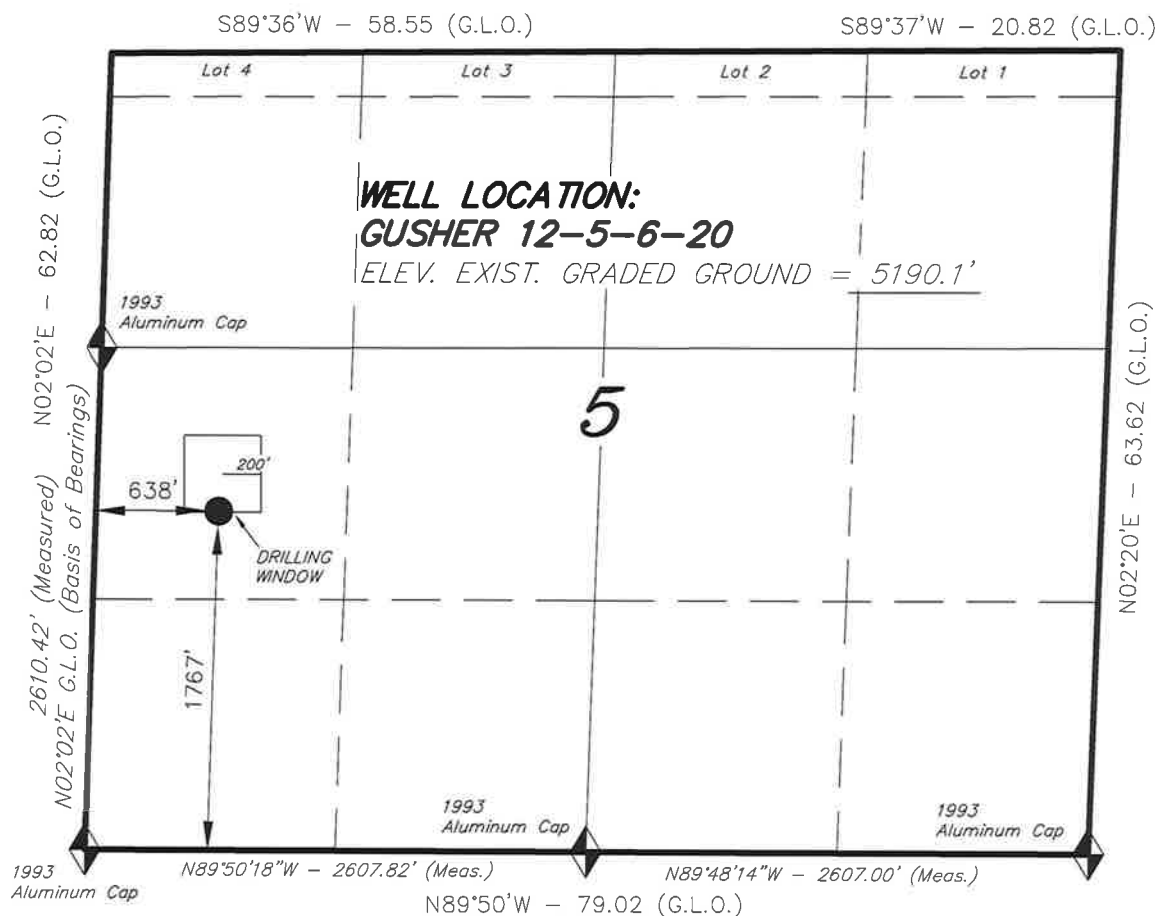 S89°36'W – 58.55 (G.L.O.)
S89°37'W – 20.82 (G.L.O.)
Lot 4
Lot 3
Lot 2
Lot 1
N02°02'E – 62.82 (G.L.O.)
WELL LOCATION:
GUSHER 12–5–6–20
ELEV. EXIST. GRADED GROUND = 5190.1'
1993
Aluminum Cap
N02°20'E – 63.62 (G.L.O.)
5
200'
638'
DRILLING
WINDOW
2610.42' (Measured)
N02°02'E G.L.O. (Basis of Bearings)
1767'
1993
Aluminum Cap
1993
Aluminum Cap
1993
Aluminum Cap
N89°50'18"W – 2607.82' (Meas.)
N89°48'14"W – 2607.00' (Meas.)
N89°50'W – 79.02 (G.L.O.)